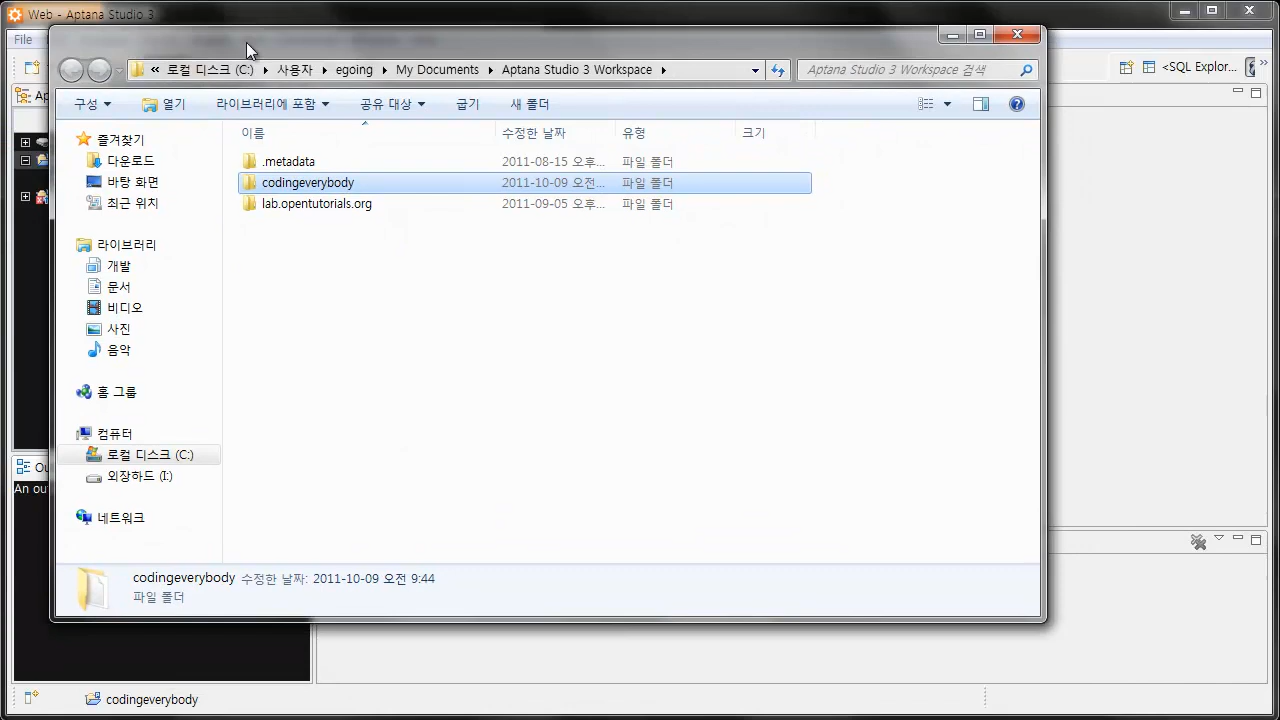 Web - Aptana Studio 3
File
« 로컬 디스크 (C:) 사용자 egoing My Documents Aptana Studio 3 Workspace
Aptana Studio 3 Workspace 검색
<SQL Explor...
»
Ap
구성 열기 라이브러리에 포함 공유 대상 굽기 새 폴더
이름 수정한 날짜 유형 크기
즐겨찾기
다운로드
바탕 화면
최근 위치
라이브러리
개발
문서
비디오
사진
음악
홈 그룹
컴퓨터
로컬 디스크 (C:)
외장하드 (I:)
네트워크
.metadata 2011-08-15 오후... 파일 폴더
codingeverybody 2011-10-09 오전... 파일 폴더
lab.opentutorials.org 2011-09-05 오후... 파일 폴더
Ou
An ou
codingeverybody 수정한 날짜: 2011-10-09 오전 9:44
파일 폴더
codingeverybody